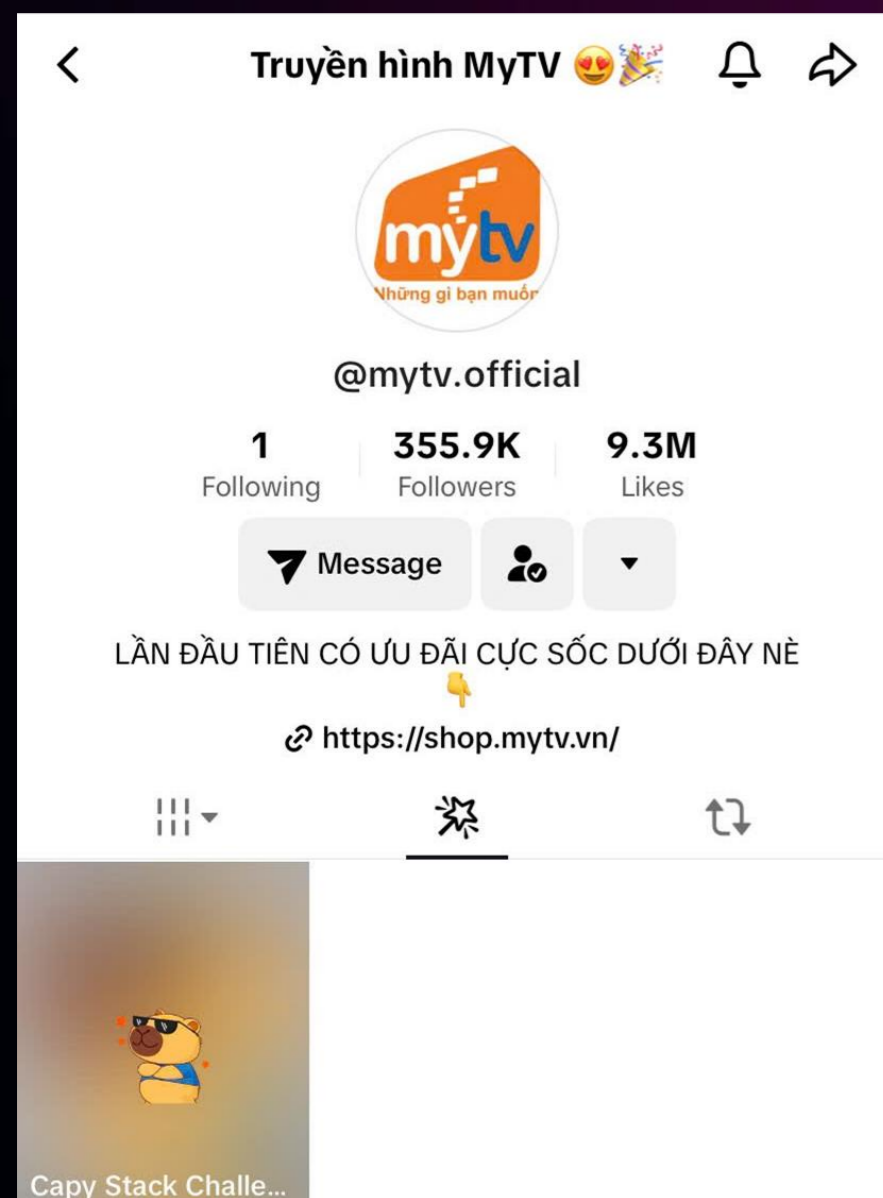 Truyền hình MyTV 😍🎉
mytv
Những gì bạn muốn
@mytv.official
1
Following
355.9K
Followers
9.3M
Likes
Message
LẦN ĐẦU TIÊN CÓ ƯU ĐÃI CỰC SỐC DƯỚI ĐÂY NÈ
👇
https://shop.mytv.vn/
Capy Stack Challe...